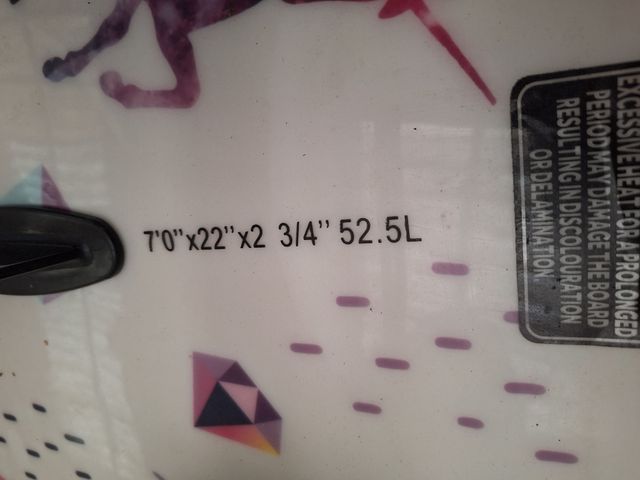 7'0"x22"x2 3/4" 52.5L
EXCESSIVE HEAT FOR A PROLONGED
PERIOD MAY DAMAGE THE BOARD
RESULTING IN DISCOLOURATION
OR DELAMINATION